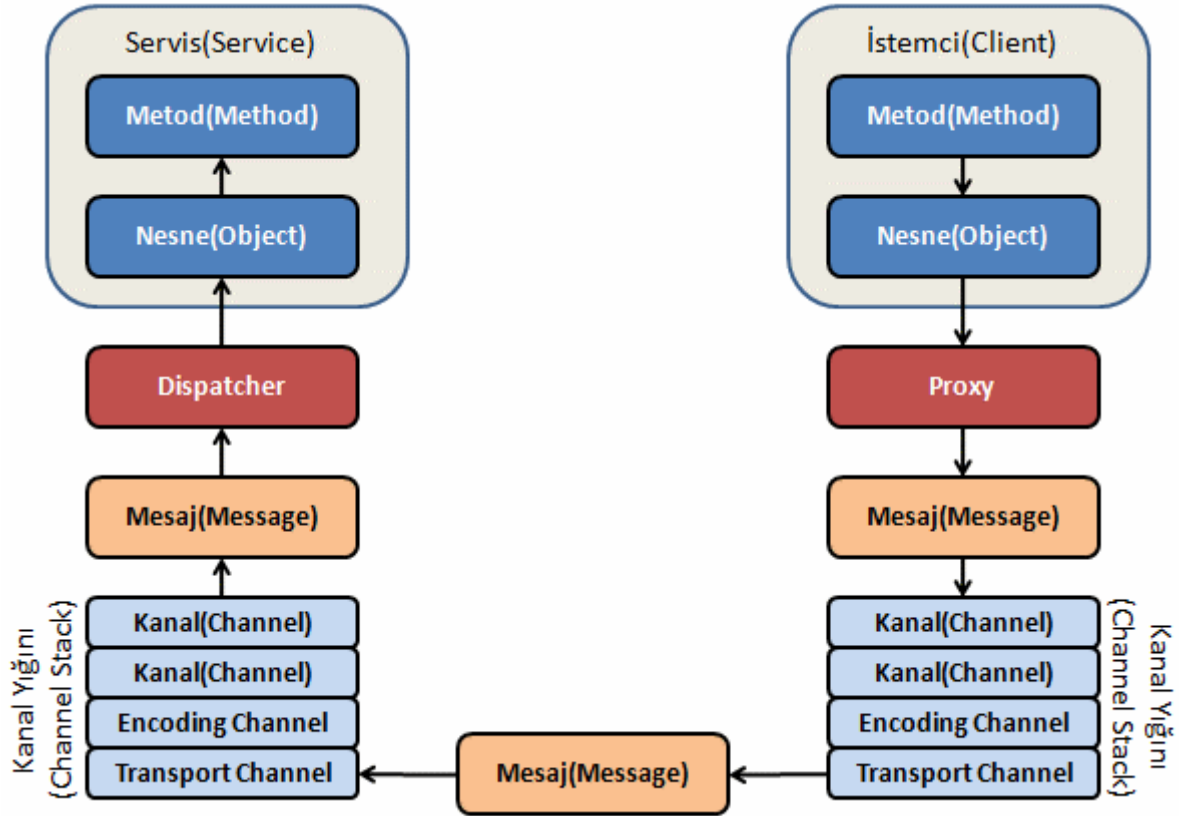 Servis(Service)
Metod(Method)
Nesne(Object)
Dispatcher
Mesaj(Message)
Kanal(Channel)
Kanal(Channel)
Encoding Channel
Transport Channel
Kanal Yığını
(Channel Stack)
Mesaj(Message)
İstemci(Client)
Metod(Method)
Nesne(Object)
Proxy
Mesaj(Message)
Kanal(Channel)
Kanal(Channel)
Encoding Channel
Transport Channel
Kanal Yığını
(Channel Stack)